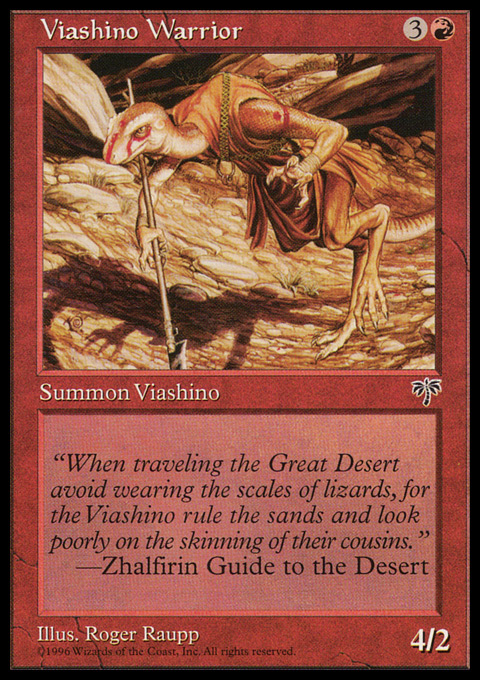 Viashino Warrior 3
Summon Viashino
“When traveling the Great Desert
avoid wearing the scales of lizards, for
the Viashino rule the sands and look
poorly on the skinning of their cousins.”
—Zhalfirin Guide to the Desert
Illus. Roger Raupp
©1996 Wizards of the Coast, Inc. All rights reserved.
4/2